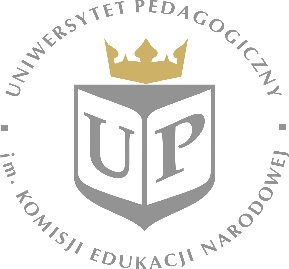 UNIWERSYTET PEDAGOGICZNY
UP
im. KOMISJI EDUKACJI NARODOWEJ